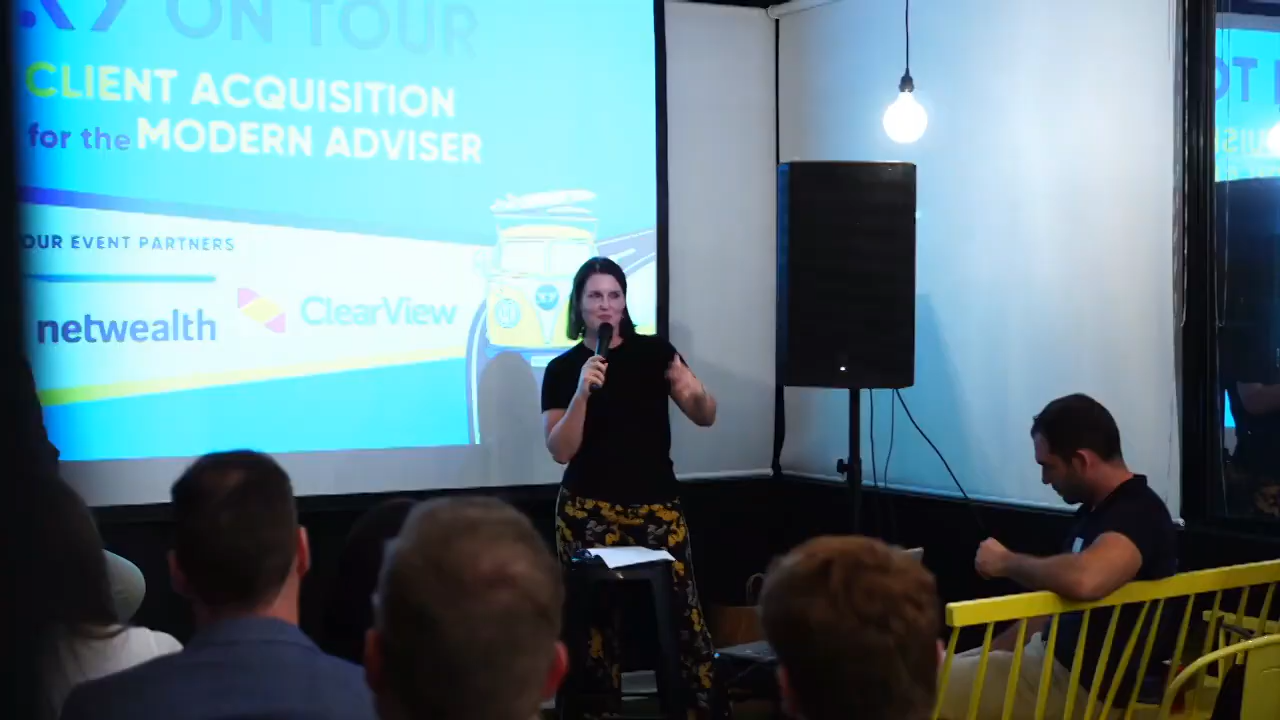 ON TOUR
CLIENT ACQUISITION
for the MODERN ADVISER
OUR EVENT PARTNERS
netwealth
ClearView